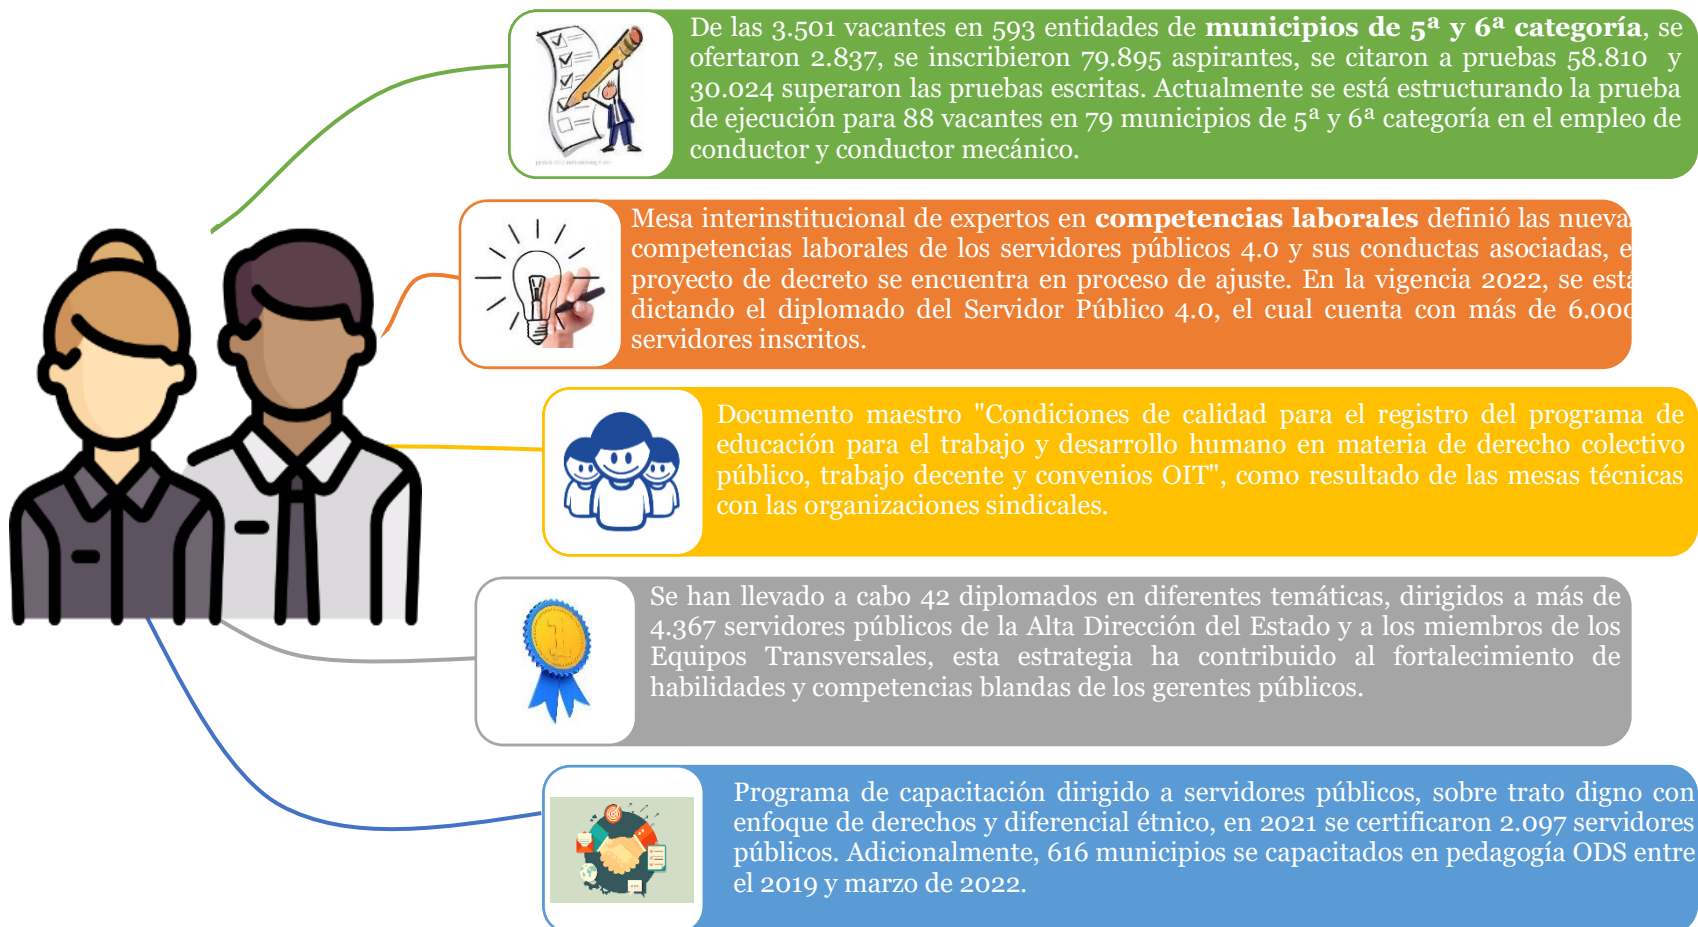 De las 3.501 vacantes en 593 entidades de municipios de 5ª y 6ª categoría, se
ofertaron 2.837, se inscribieron 79.895 aspirantes, se citaron a pruebas 58.810 y
30.024 superaron las pruebas escritas. Actualmente se está estructurando la prueba
de ejecución para 88 vacantes en 79 municipios de 5ª y 6ª categoría en el empleo de
conductor y conductor mecánico.
Mesa interinstitucional de expertos en competencias laborales definió las nueva
competencias laborales de los servidores públicos 4.0 y sus conductas asociadas, e
proyecto de decreto se encuentra en proceso de ajuste. En la vigencia 2022, se está
dictando el diplomado del Servidor Público 4.0, el cual cuenta con más de 6.000
servidores inscritos.
Documento maestro "Condiciones de calidad para el registro del programa de
educación para el trabajo y desarrollo humano en materia de derecho colectivo
público, trabajo decente y convenios OIT", como resultado de las mesas técnicas
con las organizaciones sindicales.
Se han llevado a cabo 42 diplomados en diferentes temáticas, dirigidos a más de
4.367 servidores públicos de la Alta Dirección del Estado y a los miembros de los
Equipos Transversales, esta estrategia ha contribuido al fortalecimiento de
habilidades y competencias blandas de los gerentes públicos.
Programa de capacitación dirigido a servidores públicos, sobre trato digno con
enfoque de derechos y diferencial étnico, en 2021 se certificaron 2.097 servidores
públicos. Adicionalmente, 616 municipios se capacitados en pedagogía ODS entre
el 2019 y marzo de 2022.